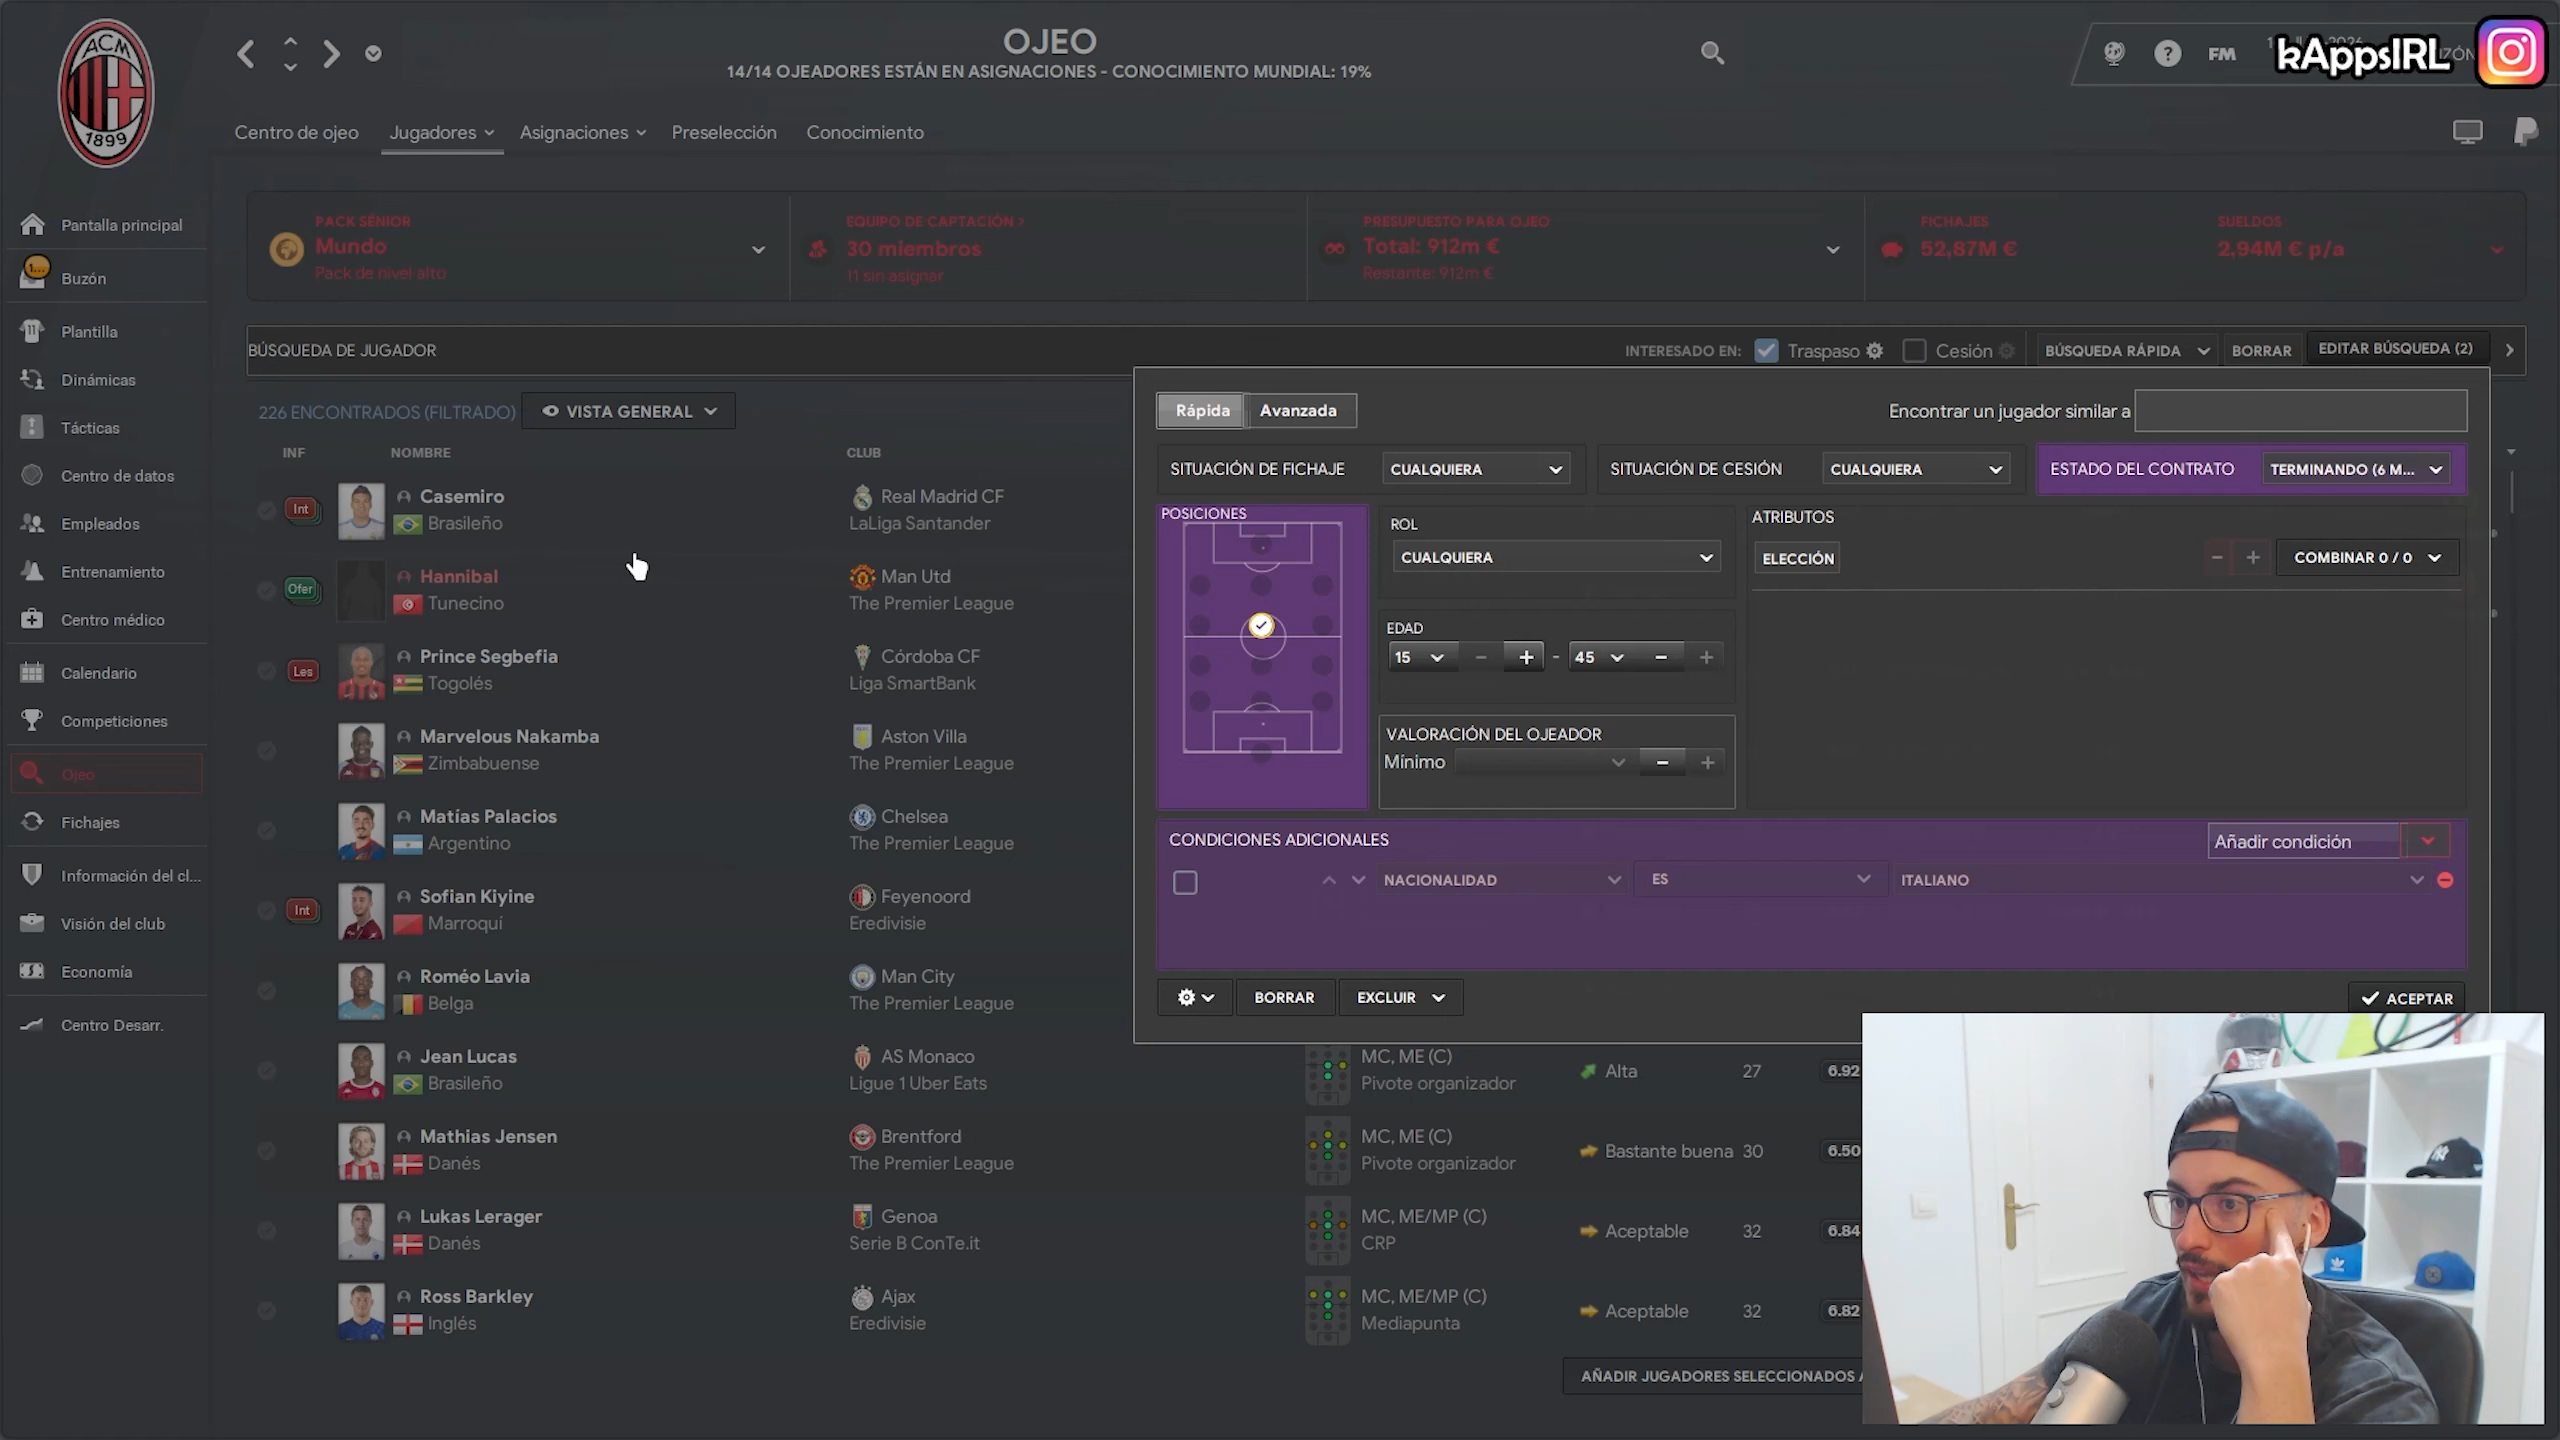 ACM
1899
OJEO
14/14 OJEADORES ESTÁN EN ASIGNACIONES - CONOCIMIENTO MUNDIAL: 19%
FM
kAppsIRL
Centro de ojeo
Jugadores
Asignaciones
Preselección
Conocimiento
Pantalla principal
Buzón
Plantilla
Dinámicas
Tácticas
Centro de datos
Empleados
Entrenamiento
Centro médico
Calendario
Competiciones
Ojeo
Fichajes
Información del cl...
Visión del club
Economía
Centro Desarr.
PACK SÉNIOR
Mundo
Pack de nivel alto
EQUIPO DE CAPTACIÓN >
30 miembros
11 sin asignar
PRESUPUESTO PARA OJEO
Total: 912m €
Restante: 912m €
FICHAJES
52,87M €
SUELDOS
2,94M € p/a
BÚSQUEDA DE JUGADOR
INTERESADO EN:
Traspaso
Cesión
BÚSQUEDA RÁPIDA
BORRAR
EDITAR BÚSQUEDA (2)
226 ENCONTRADOS (FILTRADO)
VISTA GENERAL
INF
NOMBRE
CLUB
Int
Casemiro
Brasileño
Real Madrid CF
LaLiga Santander
Ofer
Hannibal
Tunecino
Man Utd
The Premier League
Les
Prince Segbefia
Togolés
Córdoba CF
Liga SmartBank
Marvelous Nakamba
Zimbabuense
Aston Villa
The Premier League
Matías Palacios
Argentino
Chelsea
The Premier League
Int
Sofian Kiyine
Marroquí
Feyenoord
Eredivisie
Roméo Lavia
Belga
Man City
The Premier League
Jean Lucas
Brasileño
AS Monaco
Ligue 1 Uber Eats
MC, ME (C)
Pivote organizador
Alta
27
6.92
Mathias Jensen
Danés
Brentford
The Premier League
MC, ME (C)
Pivote organizador
Bastante buena
30
6.50
Lukas Lerager
Danés
Genoa
Serie B ConTe.it
MC, ME/MP (C)
CRP
Aceptable
32
6.84
Ross Barkley
Inglés
Ajax
Eredivisie
MC, ME/MP (C)
Mediapunta
Aceptable
32
6.82
AÑADIR JUGADORES SELECCIONADOS A
Rápida
Avanzada
Encontrar un jugador similar a
SITUACIÓN DE FICHAJE
CUALQUIERA
SITUACIÓN DE CESIÓN
CUALQUIERA
ESTADO DEL CONTRATO
TERMINANDO (6 M...
POSICIONES
ROL
CUALQUIERA
EDAD
15
-
45
VALORACIÓN DEL OJEADOR
Mínimo
ATRIBUTOS
ELECCIÓN
COMBINAR 0 / 0
CONDICIONES ADICIONALES
Añadir condición
NACIONALIDAD
ES
ITALIANO
BORRAR
EXCLUIR
ACEPTAR